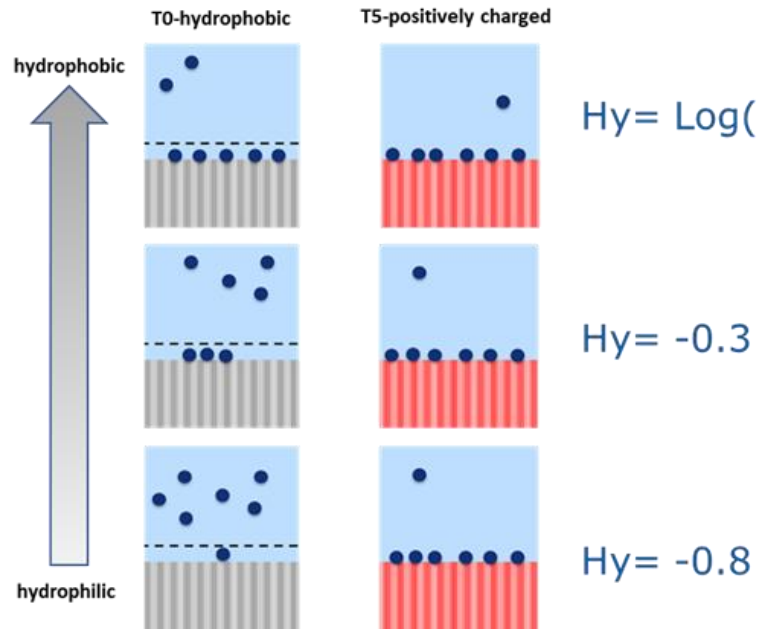 T0-hydrophobic
T5-positively charged
hydrophobic
Hy= Log(
Hy= -0.3
Hy= -0.8
hydrophilic